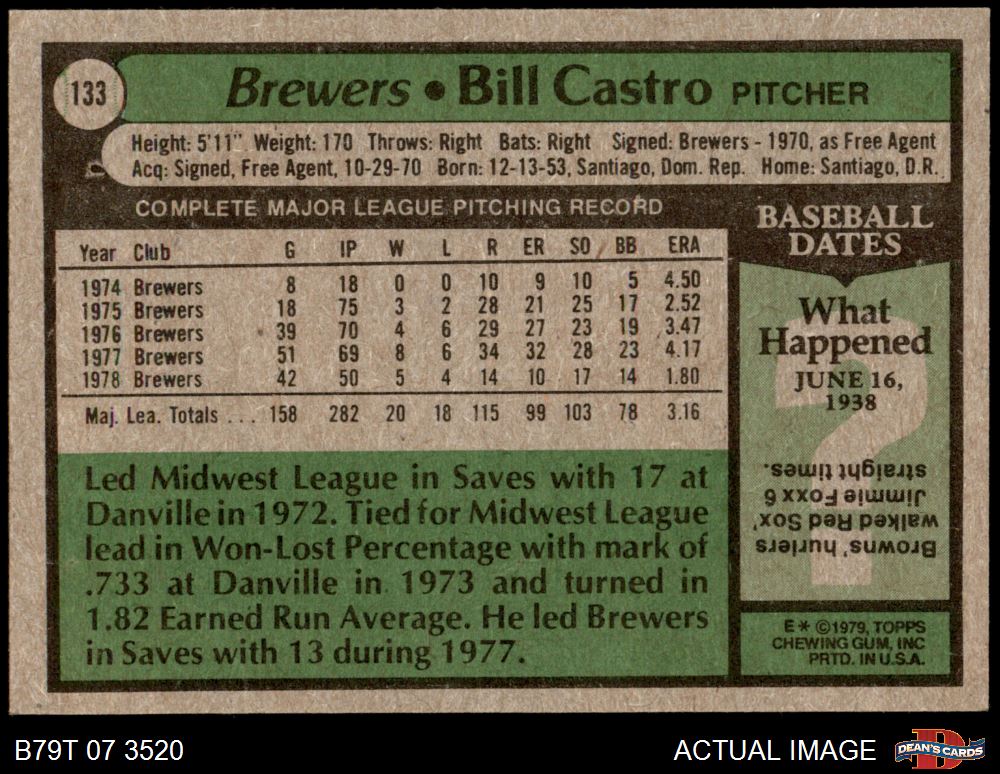 133
Brewers • Bill Castro PITCHER
Height: 5'11" Weight: 170 Throws: Right Bats: Right Signed: Brewers - 1970, as Free Agent
Acq: Signed, Free Agent, 10-29-70 Born: 12-13-53, Santiago, Dom. Rep. Home: Santiago, D.R.
COMPLETE MAJOR LEAGUE PITCHING RECORD
Year Club G IP W L R ER SO BB ERA
1974 Brewers 8 18 0 0 10 9 10 5 4.50
1975 Brewers 18 75 3 2 28 21 25 17 2.52
1976 Brewers 39 70 4 6 29 27 23 19 3.47
1977 Brewers 51 69 8 6 34 32 28 23 4.17
1978 Brewers 42 50 5 4 14 10 17 14 1.80
Maj. Lea. Totals . . . 158 282 20 18 115 99 103 78 3.16
Led Midwest League in Saves with 17 at
Danville in 1972. Tied for Midwest League
lead in Won-Lost Percentage with mark of
.733 at Danville in 1973 and turned in
1.82 Earned Run Average. He led Brewers
in Saves with 13 during 1977.
BASEBALL
DATES
What
Happened
JUNE 16,
1938
?
Browns' hurlers
walked Red Sox'
Jimmie Foxx 6
straight times.
E* ©1979, TOPPS
CHEWING GUM, INC
PRTD. IN U.S.A.
B79T 07 3520
ACTUAL IMAGE
D
DEAN'S CARDS